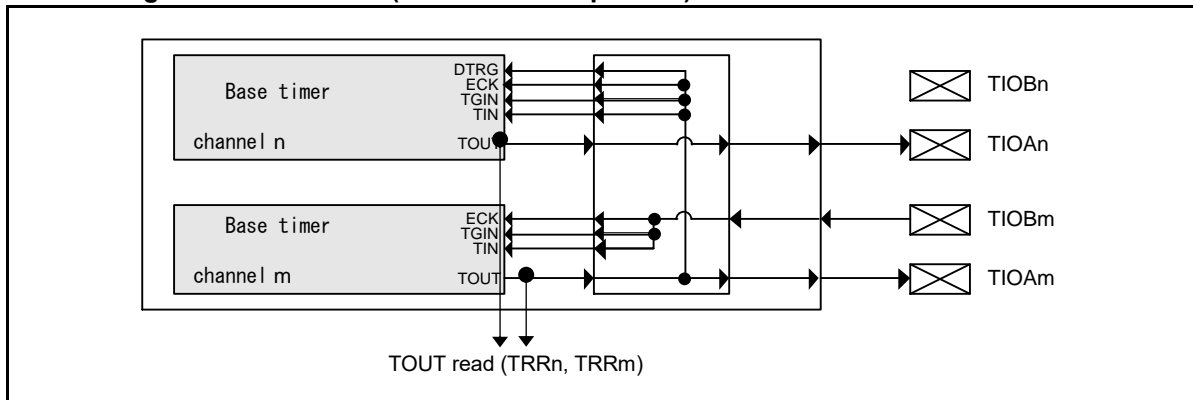 DTRG
ECK
TGIN
TIN
TOUT
Base timer
channel n
TIOBn
TIOAn
ECK
TGIN
TIN
TOUT
Base timer
channel m
TIOBm
TIOAm
TOUT read (TRRn, TRRm)